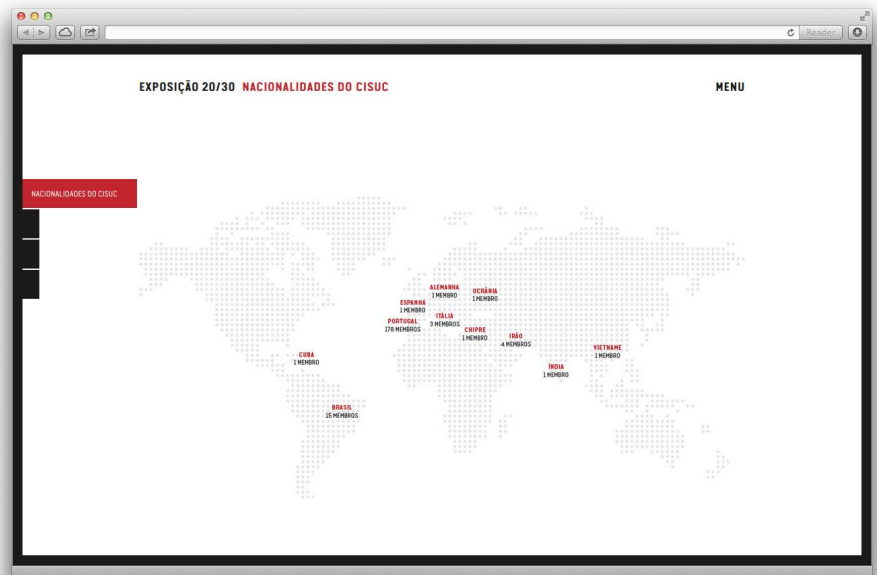 Reader
EXPOSIÇÃO 20/30 NACIONALIDADES DO CISUC
MENU
NACIONALIDADES DO CISUC
ALEMANHA
1 MEMBRO
UCRÂNIA
1 MEMBRO
ESPANHA
1 MEMBRO
ITÁLIA
3 MEMBROS
PORTUGAL
178 MEMBROS
CHIPRE
1 MEMBRO
IRÃO
4 MEMBROS
VIETNAME
1 MEMBRO
CUBA
1 MEMBRO
ÍNDIA
1 MEMBRO
BRASIL
15 MEMBROS